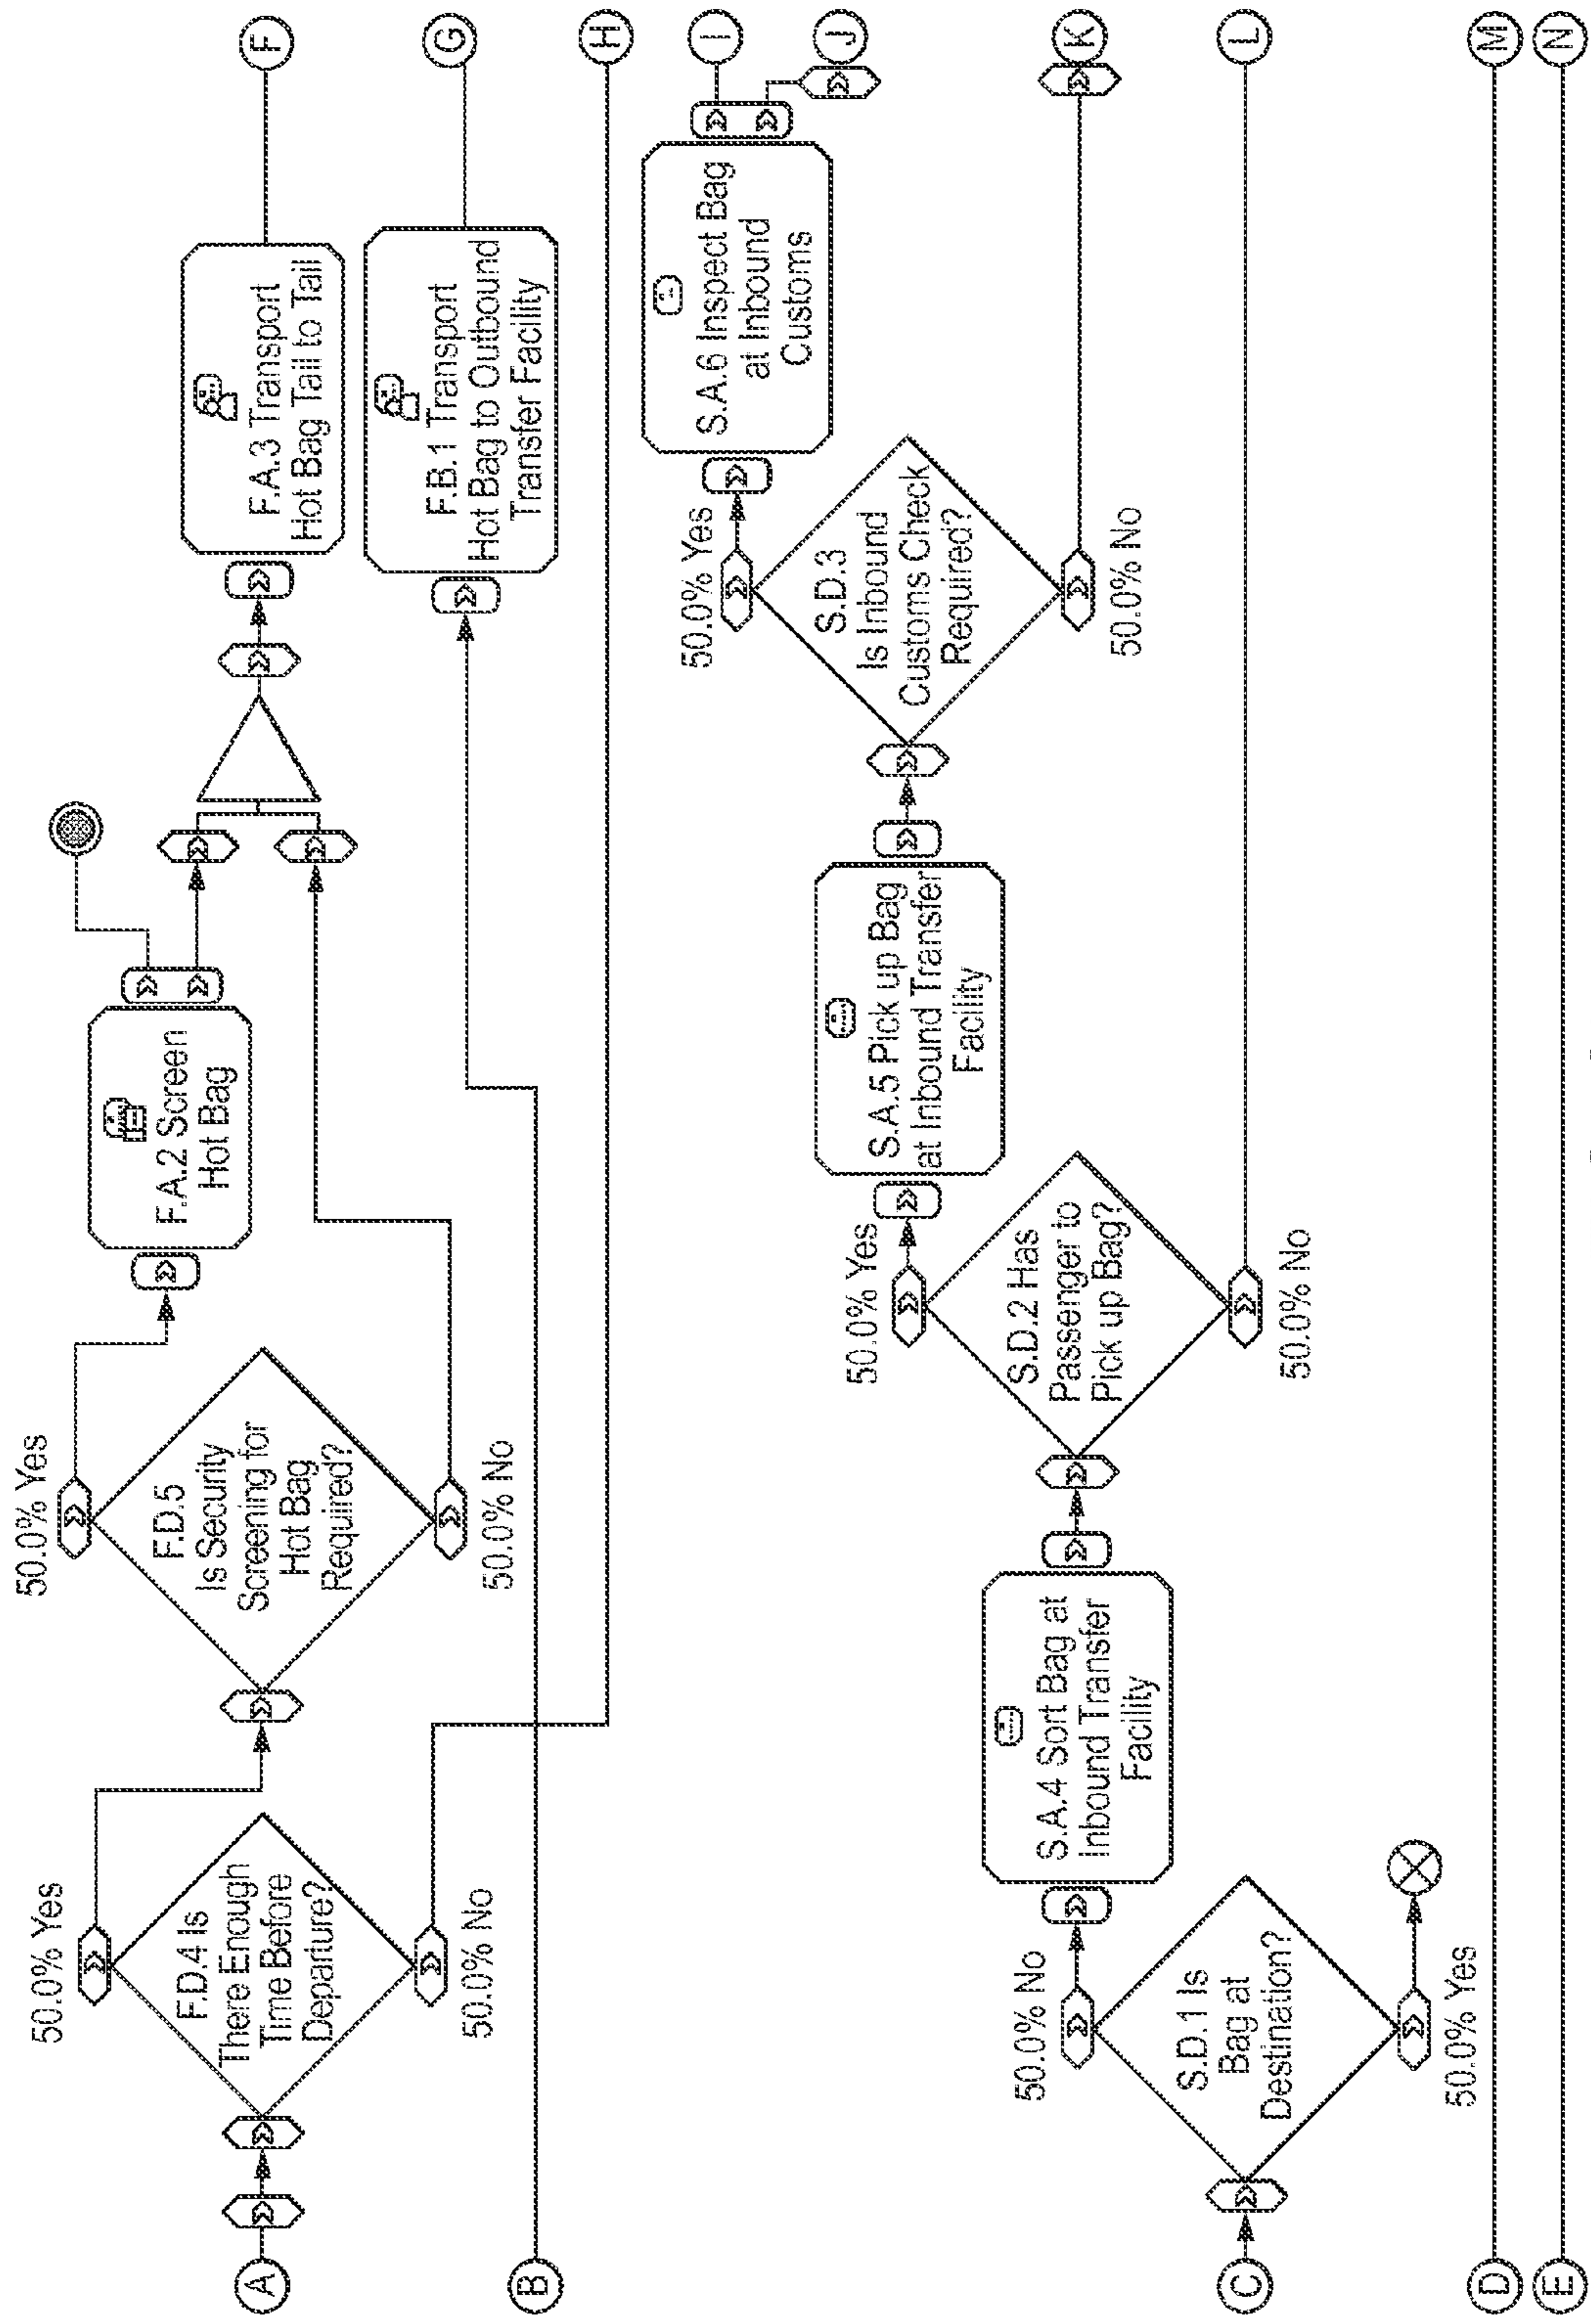 A
50.0% Yes
F.D.4 Is
There Enough
Time Before
Departure?
50.0% No
50.0% Yes
F.D.5
Is Security
Screening for
Hot Bag
Required?
50.0% No
F.A.2 Screen
Hot Bag
F.A.3 Transport
Hot Bag Tail to Tail
F
B
F.B.1 Transport
Hot Bag to Outbound
Transfer Facility
G
H
C
50.0% No
S.D.1 Is
Bag at
Destination?
50.0% Yes
S.A.4 Sort Bag at
Inbound Transfer
Facility
50.0% Yes
S.D.2 Has
Passenger to
Pick up Bag?
50.0% No
S.A.5 Pick up Bag
at Inbound Transfer
Facility
50.0% Yes
S.D.3
Is Inbound
Customs Check
Required?
50.0% No
S.A.6 Inspect Bag
at Inbound
Customs
I
J
K
L
D
M
E
N